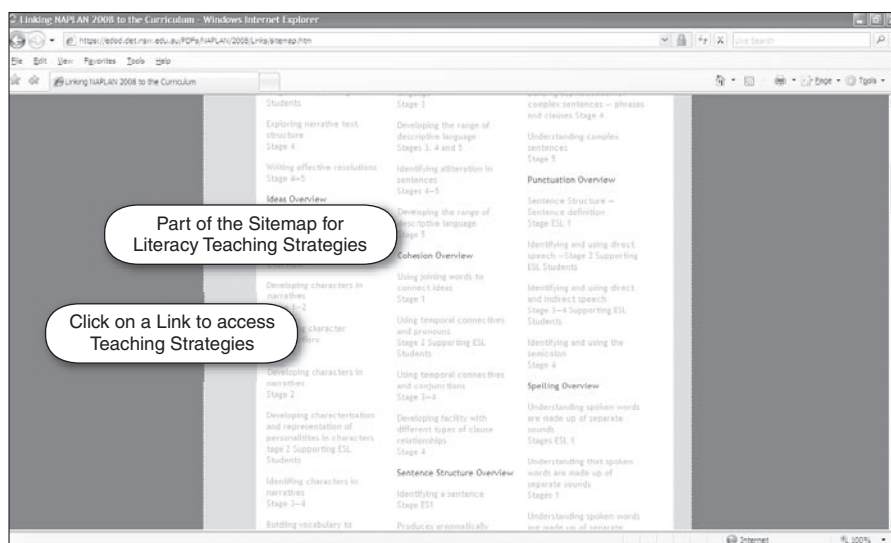 Linking NAPLAN 2008 to the Curriculum - Windows Internet Explorer
https://edod.det.nsw.edu.au/PDFs/NAPLAN/2008/Links/sitemap.htm
Live Search
File Edit View Favorites Tools Help
Linking NAPLAN 2008 to the Curriculum
Page Tools
Students
Exploring narrative text
structure
Stage 4
Writing effective resolutions
Stage 4–5
Ideas Overview
Part of the Sitemap for
Literacy Teaching Strategies
Developing characters in
narratives
Click on a Link to access
Teaching Strategies
character
Developing characters in
narratives
Stage 2
Developing characterisation
and representation of
personalitites in characters
tage 2 Supporting ESL
Students
Identifing characters in
narratives
Stage 3–4
Building vocabulary to
language
Stage 3
Developing the range of
descriptive language
Stages 3, 4 and 5
Identifying alliteration in
sentences
Stages 4–5
Developing the range of
descriptive language
Stage 5
Cohesion Overview
Using joining words to
connect ideas
Stage 1
Using temporal connectives
and pronouns
Stage 2 Supporting ESL
Students
Using temporal connectives
and conjunctions
Stage 3–4
Developing facility with
different types of clause
relationships
Stage 4
Sentence Structure Overview
Identifying a sentence
Stage ES1
Produces grammatically
complex sentences – phrases
and clauses Stage 4
Understanding complex
sentences
Stage 5
Punctuation Overview
Sentence Structure –
Sentence definition
Stage ESL 1
Identifying and using direct
speech –Stage 2 Supporting
ESL Students
Identifying and using direct
and indirect speech
Stage 3–4 Supporting ESL
Students
Identifying and using the
semicolon
Stage 4
Spelling Overview
Understanding spoken words
are made up of separate
sounds
Stages ESL 1
Understanding that spoken
words are made up of
separate sounds
Stages 1
Understanding spoken words
are made up of separate
Internet
100%